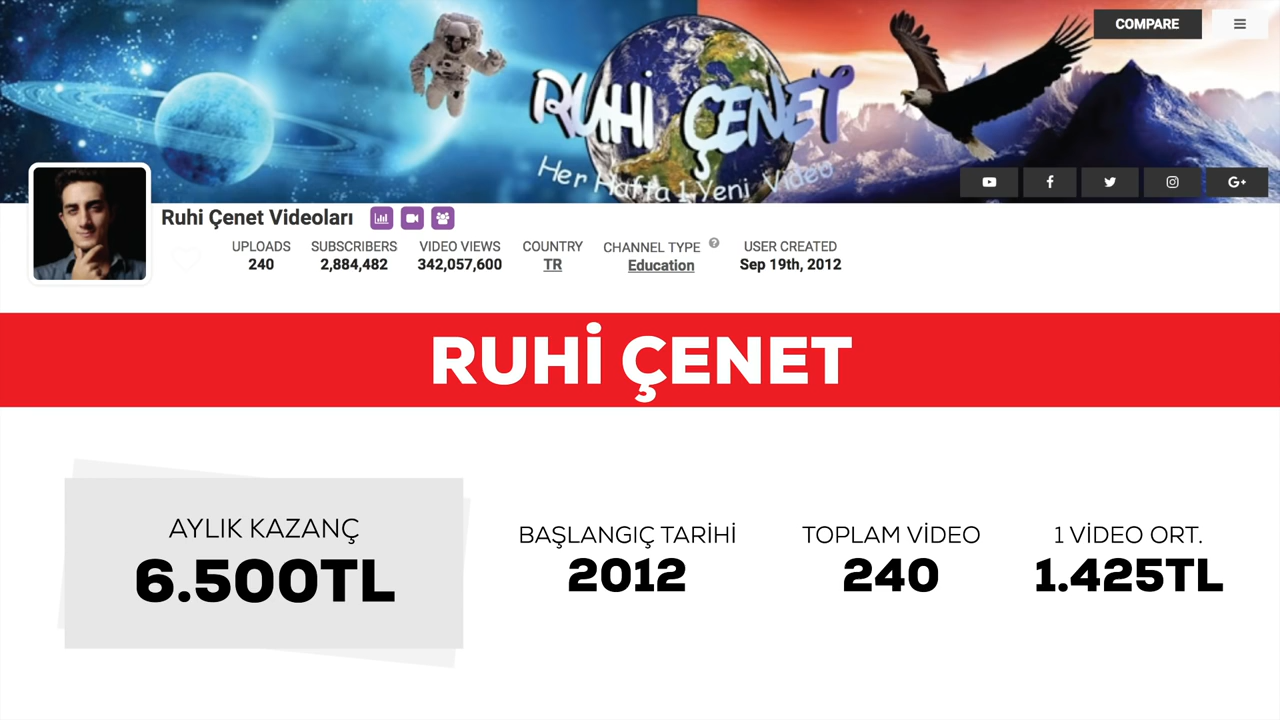 COMPARE
RUHİ ÇENET
Her Hafta 1 Yeni Video
Ruhi Çenet Videoları
UPLOADS
240
SUBSCRIBERS
2,884,482
VIDEO VIEWS
342,057,600
COUNTRY
TR
CHANNEL TYPE ?
Education
USER CREATED
Sep 19th, 2012
RUHİ ÇENET
AYLIK KAZANÇ
6.500TL
BAŞLANGIÇ TARİHİ
2012
TOPLAM VİDEO
240
1 VİDEO ORT.
1.425TL